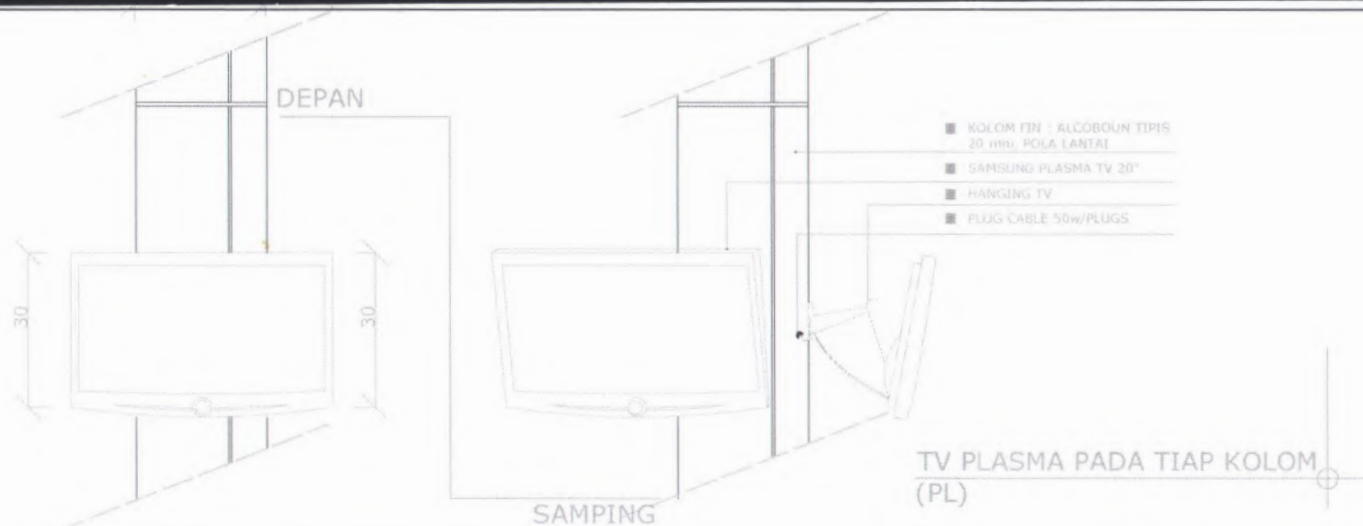 DEPAN
KOLOM FIN : ALCOBOUN TIPIS
20 mm, POLA LANTAI
SAMSUNG PLASMA TV 20"
HANGING TV
PLUG CABLE 50w/PLUGS
30
30
TV PLASMA PADA TIAP KOLOM
(PL)
SAMPING